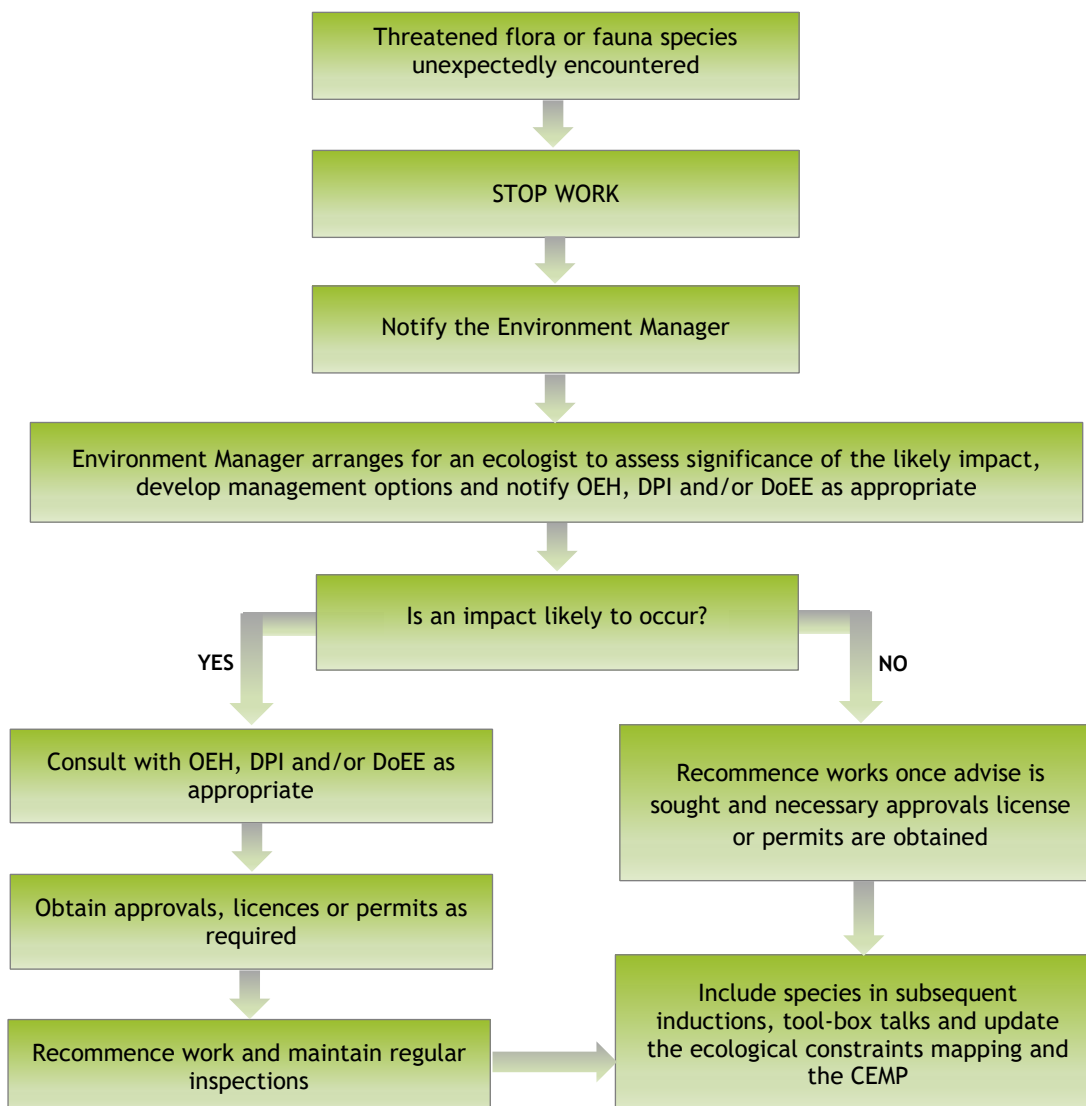 Threatened flora or fauna species
unexpectedly encountered
STOP WORK
Notify the Environment Manager
Environment Manager arranges for an ecologist to assess significance of the likely impact,
develop management options and notify OEH, DPI and/or DoEE as appropriate
Is an impact likely to occur?
YES
NO
Consult with OEH, DPI and/or DoEE as
appropriate
Obtain approvals, licences or permits as
required
Recommence work and maintain regular
inspections
Recommence works once advise is
sought and necessary approvals license
or permits are obtained
Include species in subsequent
inductions, tool-box talks and update
the ecological constraints mapping and
the CEMP